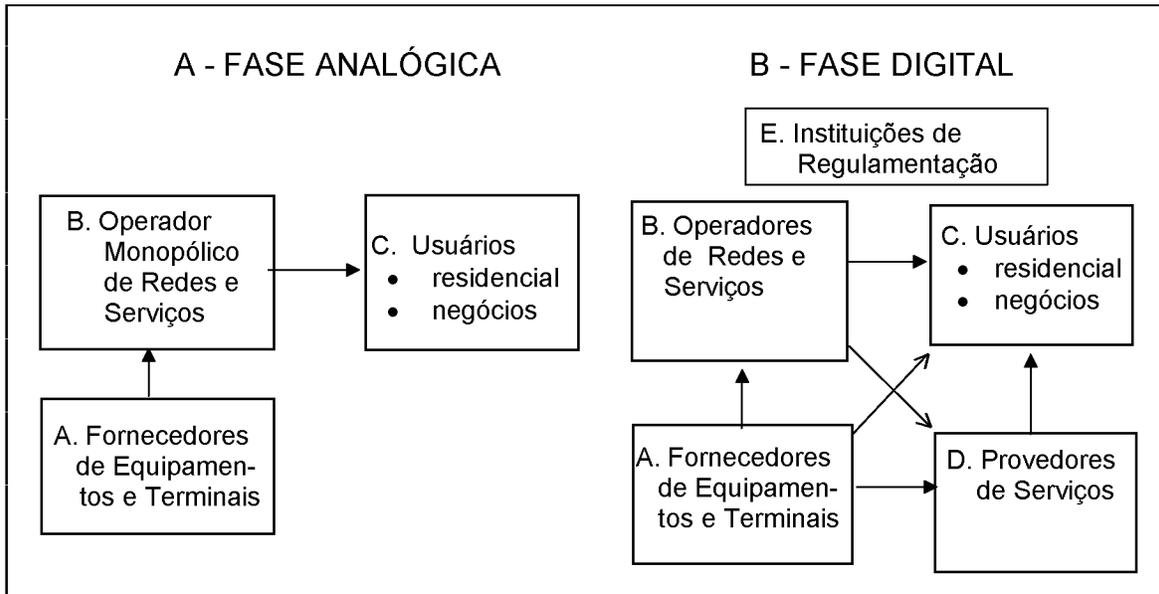 A - FASE ANALÓGICA
B. Operador
Monopólico
de Redes e
Serviços
C. Usuários
• residencial
• negócios
A. Fornecedores
de Equipamen-
tos e Terminais
B - FASE DIGITAL
E. Instituições de
Regulamentação
B. Operadores
de Redes e
Serviços
C. Usuários
• residencial
• negócios
A. Fornecedores
de Equipamen-
tos e Terminais
D. Provedores
de Serviços